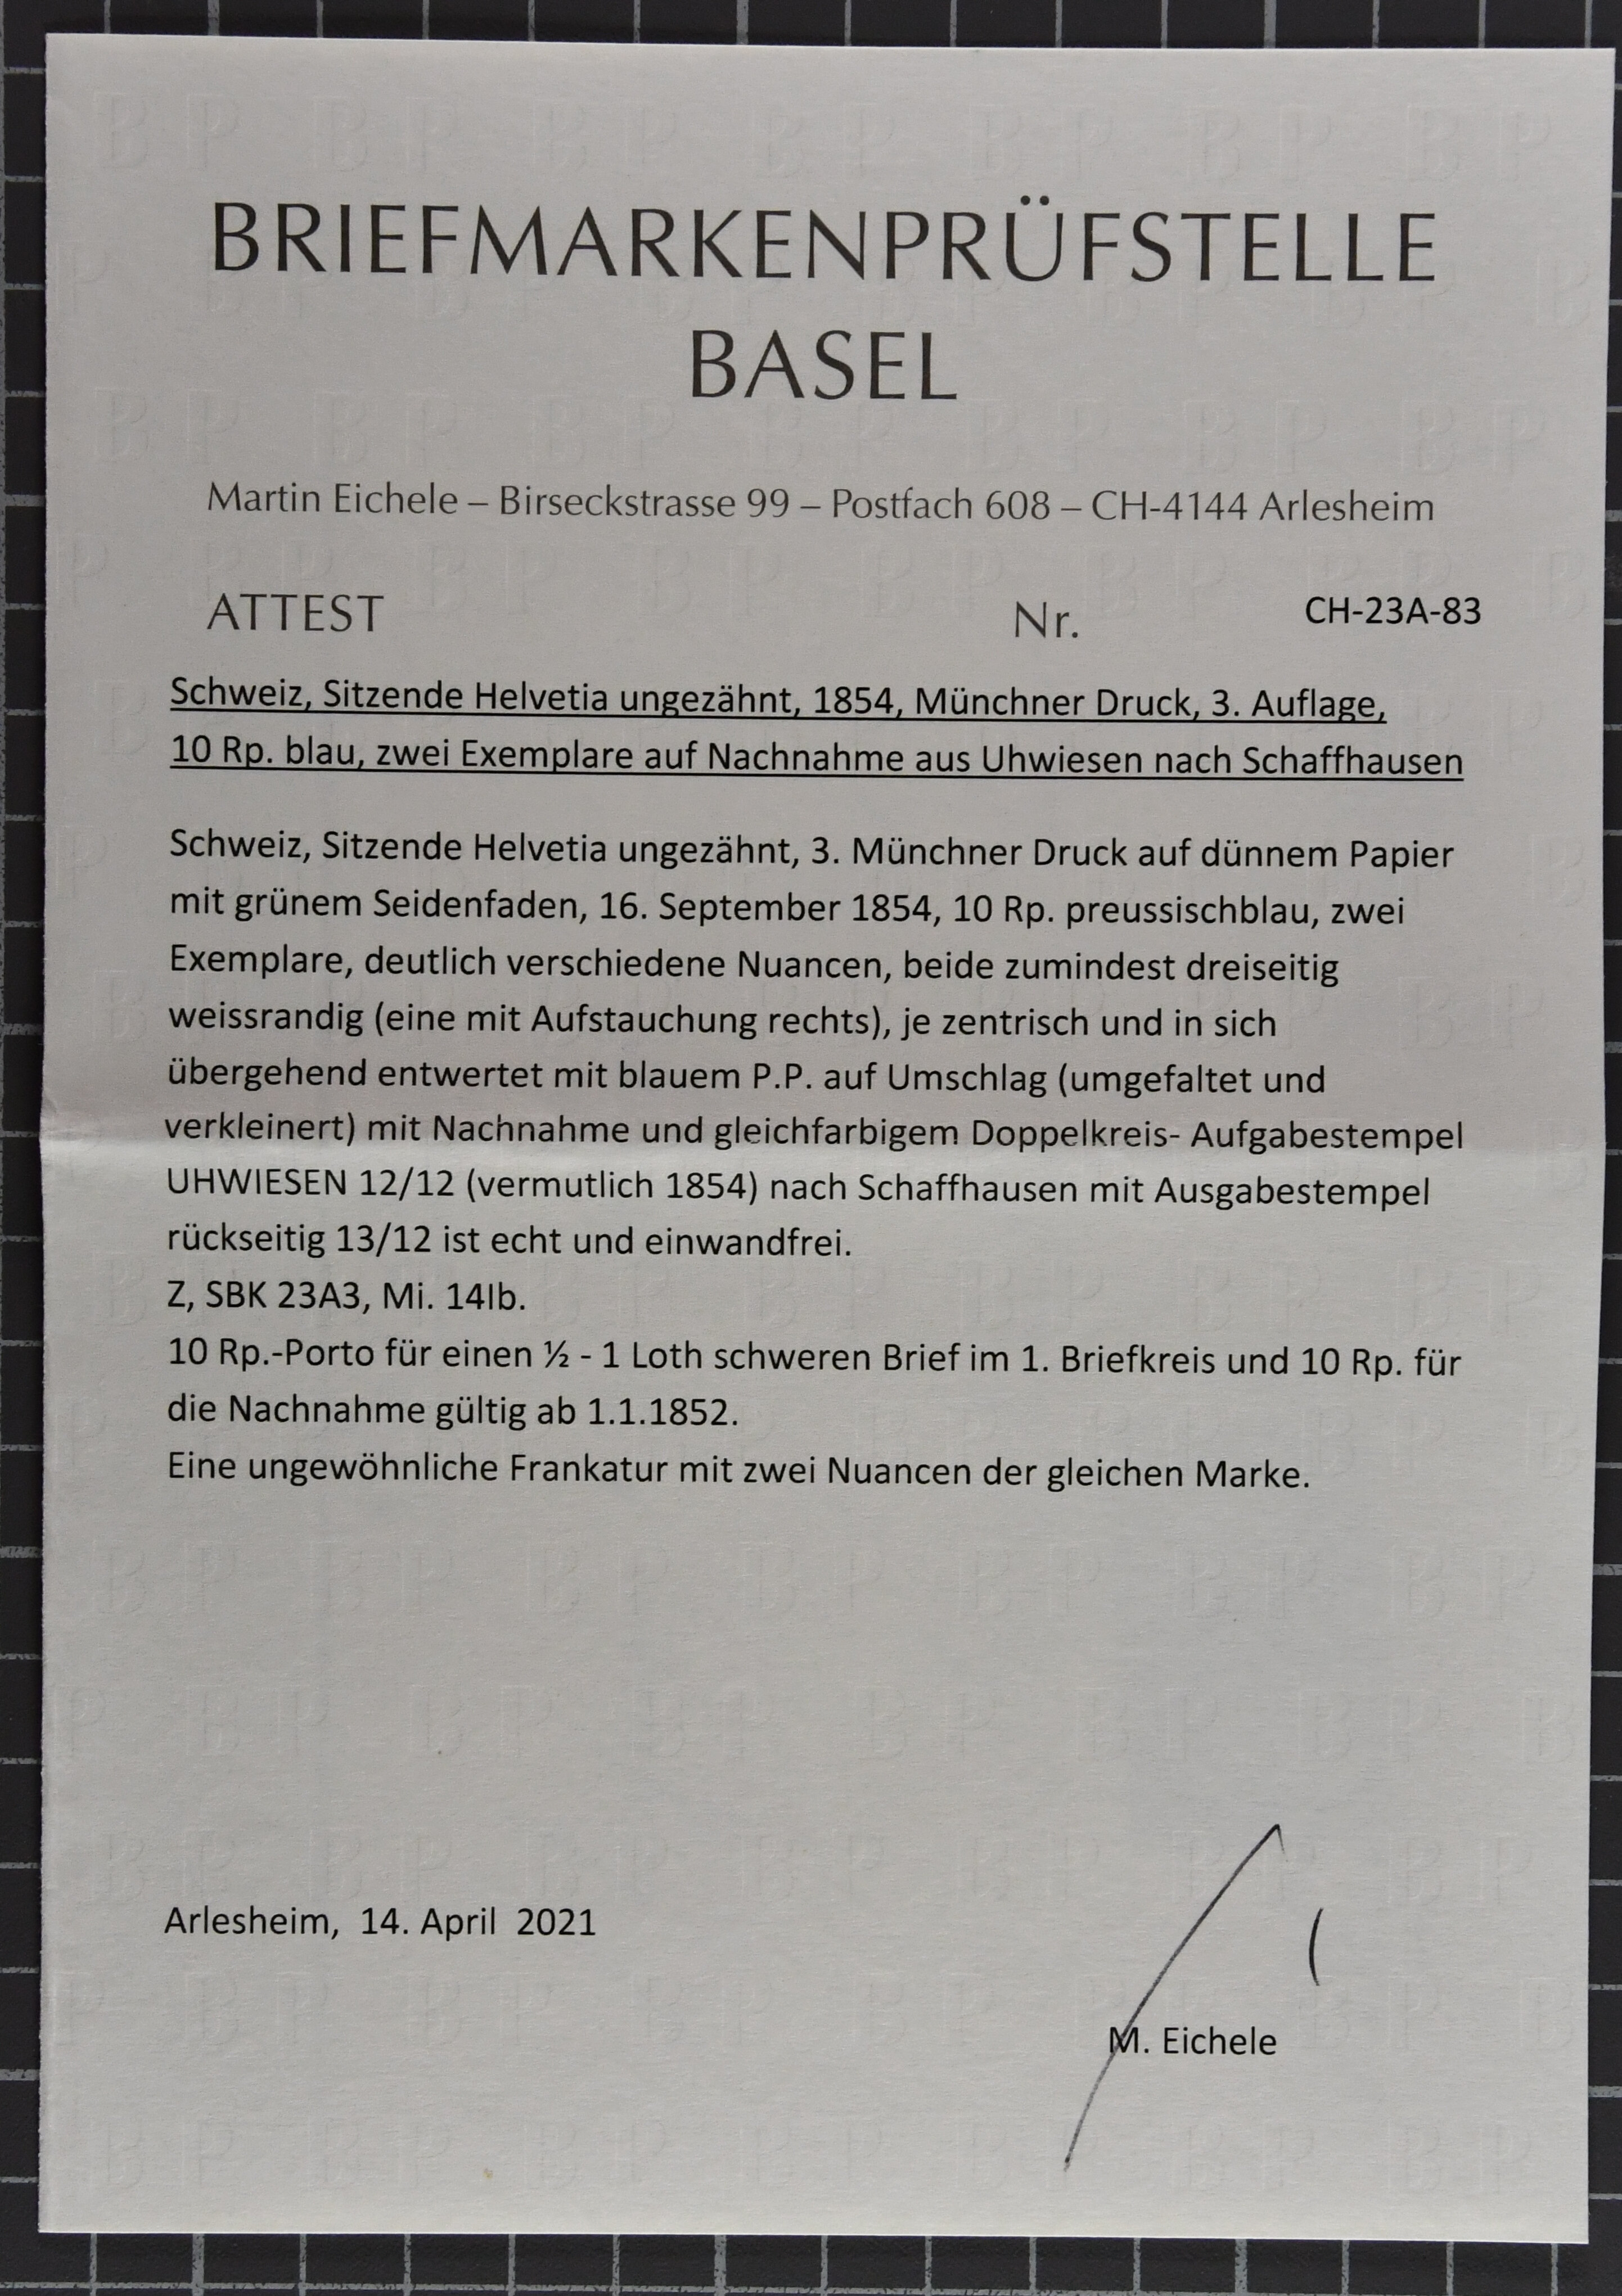 BRIEFMARKENPRÜFSTELLE
BASEL
Martin Eichele – Birseckstrasse 99 – Postfach 608 – CH-4144 Arlesheim
ATTEST Nr. CH-23A-83
Schweiz, Sitzende Helvetia ungezähnt, 1854, Münchner Druck, 3. Auflage,
10 Rp. blau, zwei Exemplare auf Nachnahme aus Uhwiesen nach Schaffhausen
Schweiz, Sitzende Helvetia ungezähnt, 3. Münchner Druck auf dünnem Papier
mit grünem Seidenfaden, 16. September 1854, 10 Rp. preussischblau, zwei
Exemplare, deutlich verschiedene Nuancen, beide zumindest dreiseitig
weissrandig (eine mit Aufstauchung rechts), je zentrisch und in sich
übergehend entwertet mit blauem P.P. auf Umschlag (umgefaltet und
verkleinert) mit Nachnahme und gleichfarbigem Doppelkreis- Aufgabestempel
UHWIESEN 12/12 (vermutlich 1854) nach Schaffhausen mit Ausgabestempel
rückseitig 13/12 ist echt und einwandfrei.
Z, SBK 23A3, Mi. 14Ib.
10 Rp.-Porto für einen ½ - 1 Loth schweren Brief im 1. Briefkreis und 10 Rp. für
die Nachnahme gültig ab 1.1.1852.
Eine ungewöhnliche Frankatur mit zwei Nuancen der gleichen Marke.
Arlesheim, 14. April 2021
M. Eichele